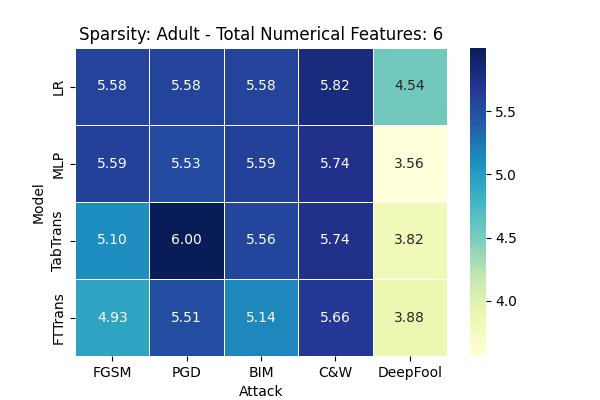 Sparsity: Adult - Total Numerical Features: 6
Model
LR 5.58 5.58 5.58 5.82 4.54
MLP 5.59 5.53 5.59 5.74 3.56
TabTrans 5.10 6.00 5.56 5.74 3.82
FTTrans 4.93 5.51 5.14 5.66 3.88
FGSM PGD BIM C&W DeepFool
Attack
5.5
5.0
4.5
4.0